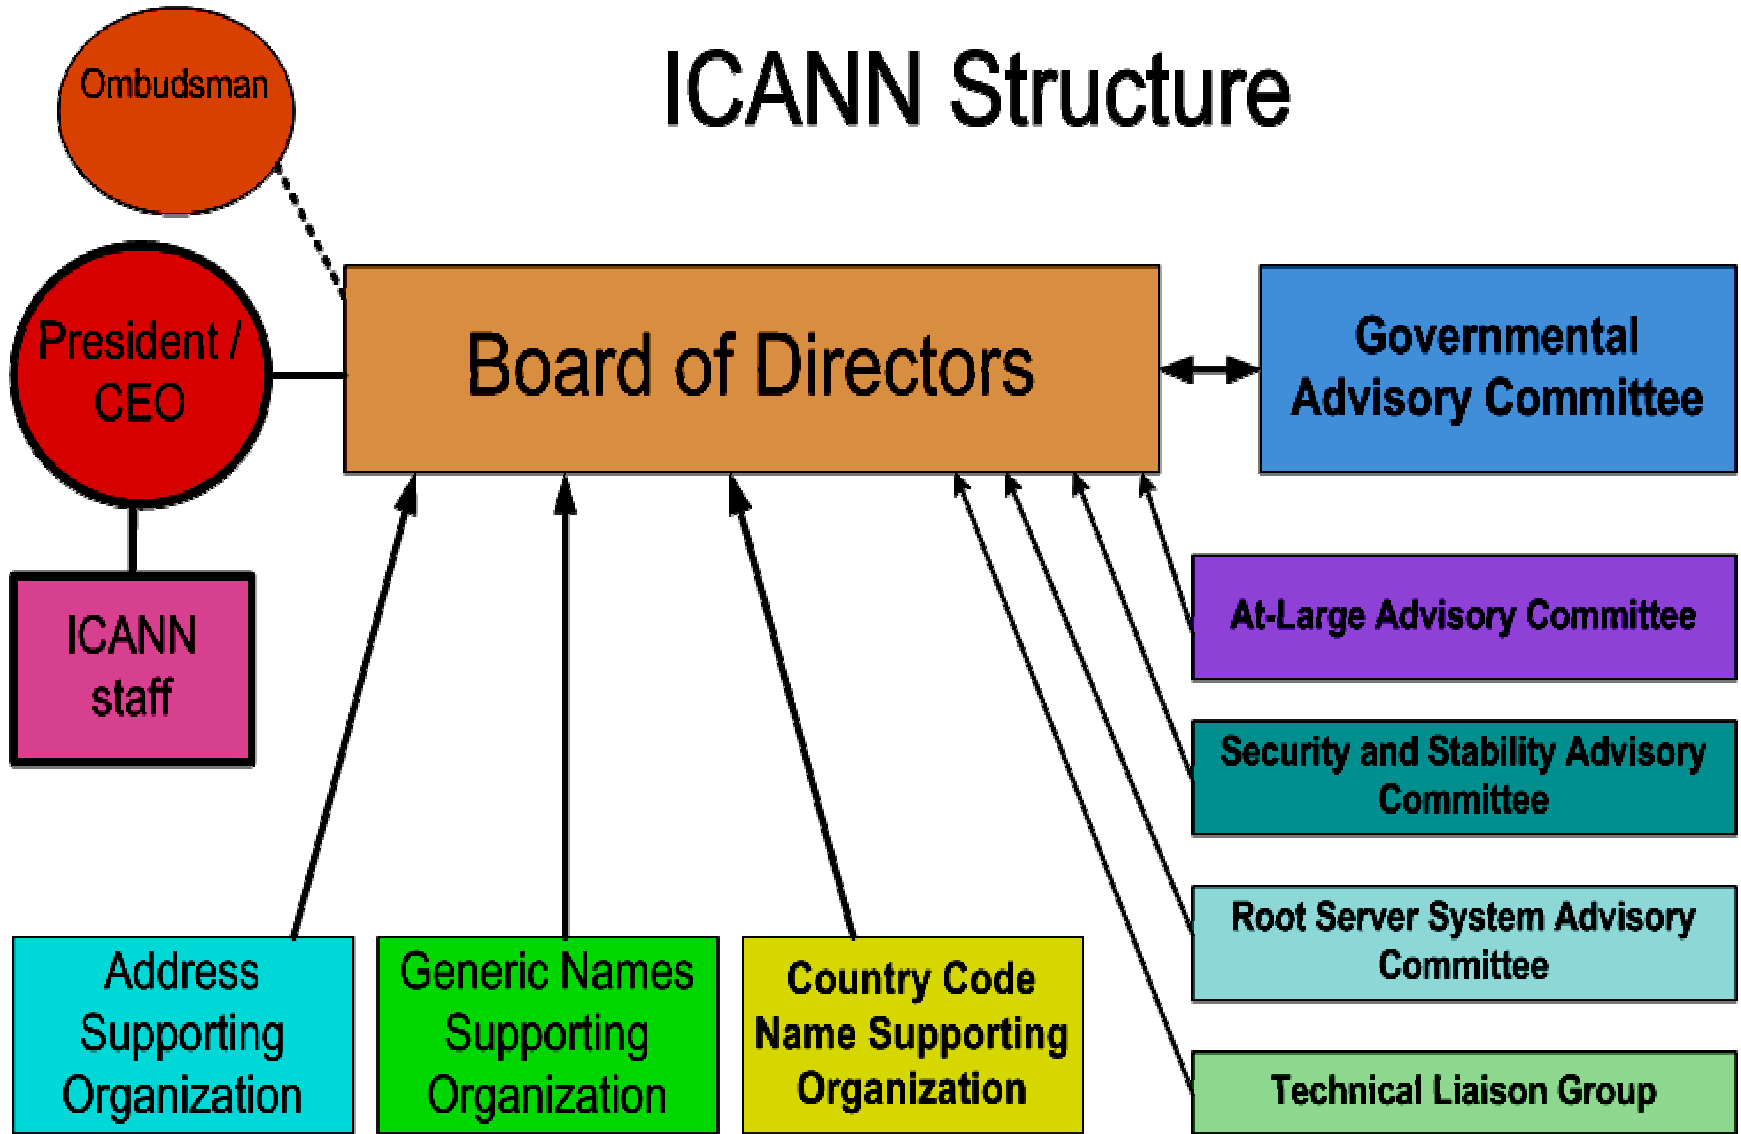 Ombudsman
ICANN Structure
President /
CEO
Board of Directors
Governmental
Advisory Committee
ICANN
staff
At-Large Advisory Committee
Security and Stability Advisory
Committee
Root Server System Advisory
Committee
Technical Liaison Group
Address
Supporting
Organization
Generic Names
Supporting
Organization
Country Code
Name Supporting
Organization